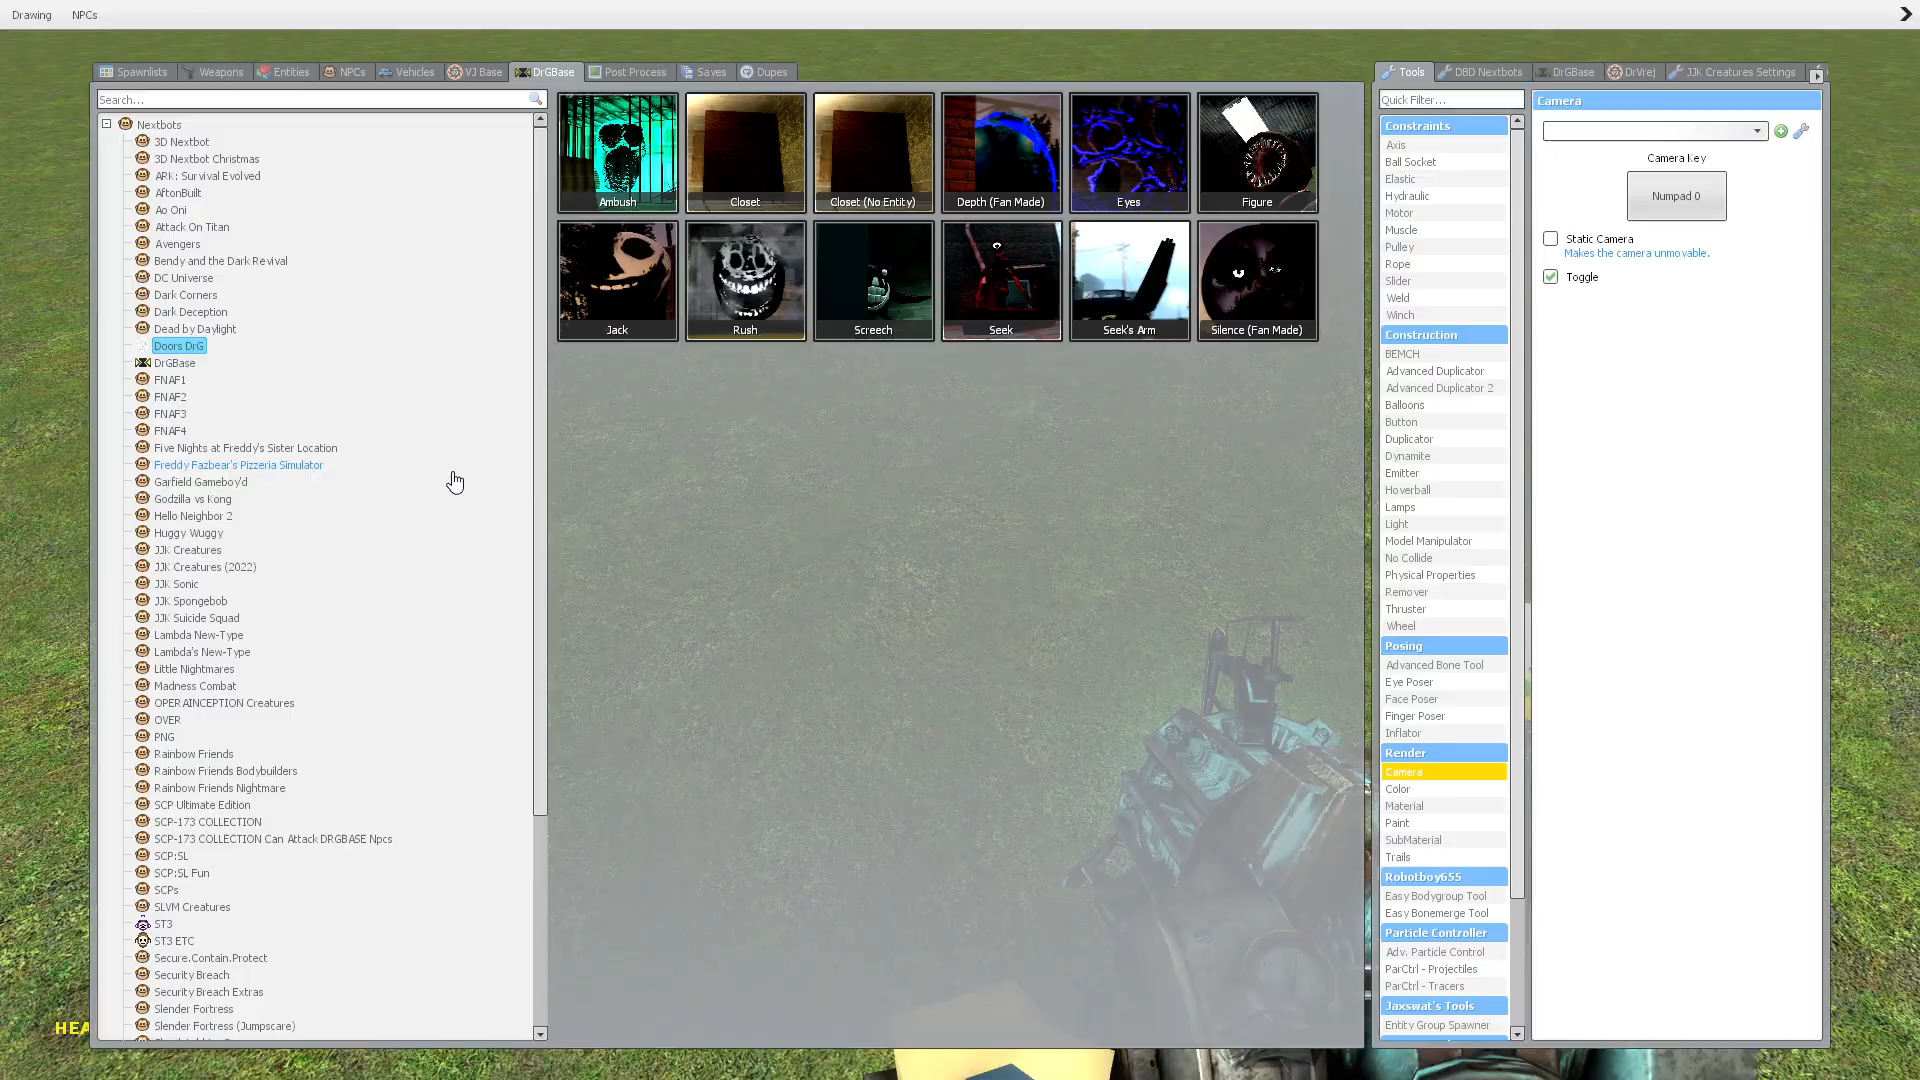 Drawing NPCs
Spawnlists Weapons Entities NPCs Vehicles VJ Base DrGBase Post Process Saves Dupes
Search...
Nextbots
3D Nextbot
3D Nextbot Christmas
ARK: Survival Evolved
AftonBuilt
Ao Oni
Attack On Titan
Avengers
Bendy and the Dark Revival
DC Universe
Dark Corners
Dark Deception
Dead by Daylight
Doors DrG
DrGBase
FNAF1
FNAF2
FNAF3
FNAF4
Five Nights at Freddy's Sister Location
Freddy Fazbear's Pizzeria Simulator
Garfield Gameboy'd
Godzilla vs Kong
Hello Neighbor 2
Huggy Wuggy
JJK Creatures
JJK Creatures (2022)
JJK Sonic
JJK Spongebob
JJK Suicide Squad
Lambda New-Type
Lambda's New-Type
Little Nightmares
Madness Combat
OPERAINCEPTION Creatures
OVER
PNG
Rainbow Friends
Rainbow Friends Bodybuilders
Rainbow Friends Nightmare
SCP Ultimate Edition
SCP-173 COLLECTION
SCP-173 COLLECTION Can Attack DRGBASE Npcs
SCP:SL
SCP:SL Fun
SCPs
SLVM Creatures
ST3
ST3 ETC
Secure.Contain.Protect
Security Breach
Security Breach Extras
Slender Fortress
Slender Fortress (Jumpscare)
HEA
Ambush Closet Closet (No Entity) Depth (Fan Made) Eyes Figure
Jack Rush Screech Seek Seek's Arm Silence (Fan Made)
Tools DBD Nextbots DrGBase DrVrej JJK Creatures Settings
Quick Filter...
Constraints
Axis
Ball Socket
Elastic
Hydraulic
Motor
Muscle
Pulley
Rope
Slider
Weld
Winch
Construction
BEMCH
Advanced Duplicator
Advanced Duplicator 2
Balloons
Button
Duplicator
Dynamite
Emitter
Hoverball
Lamps
Light
Model Manipulator
No Collide
Physical Properties
Remover
Thruster
Wheel
Posing
Advanced Bone Tool
Eye Poser
Face Poser
Finger Poser
Inflator
Render
Camera
Color
Material
Paint
SubMaterial
Trails
Robotboy655
Easy Bodygroup Tool
Easy Bonemerge Tool
Particle Controller
Adv. Particle Control
ParCtrl - Projectiles
ParCtrl - Tracers
Jaxswat's Tools
Entity Group Spawner
Camera
Camera Key
Numpad 0
Static Camera
Makes the camera unmovable.
Toggle